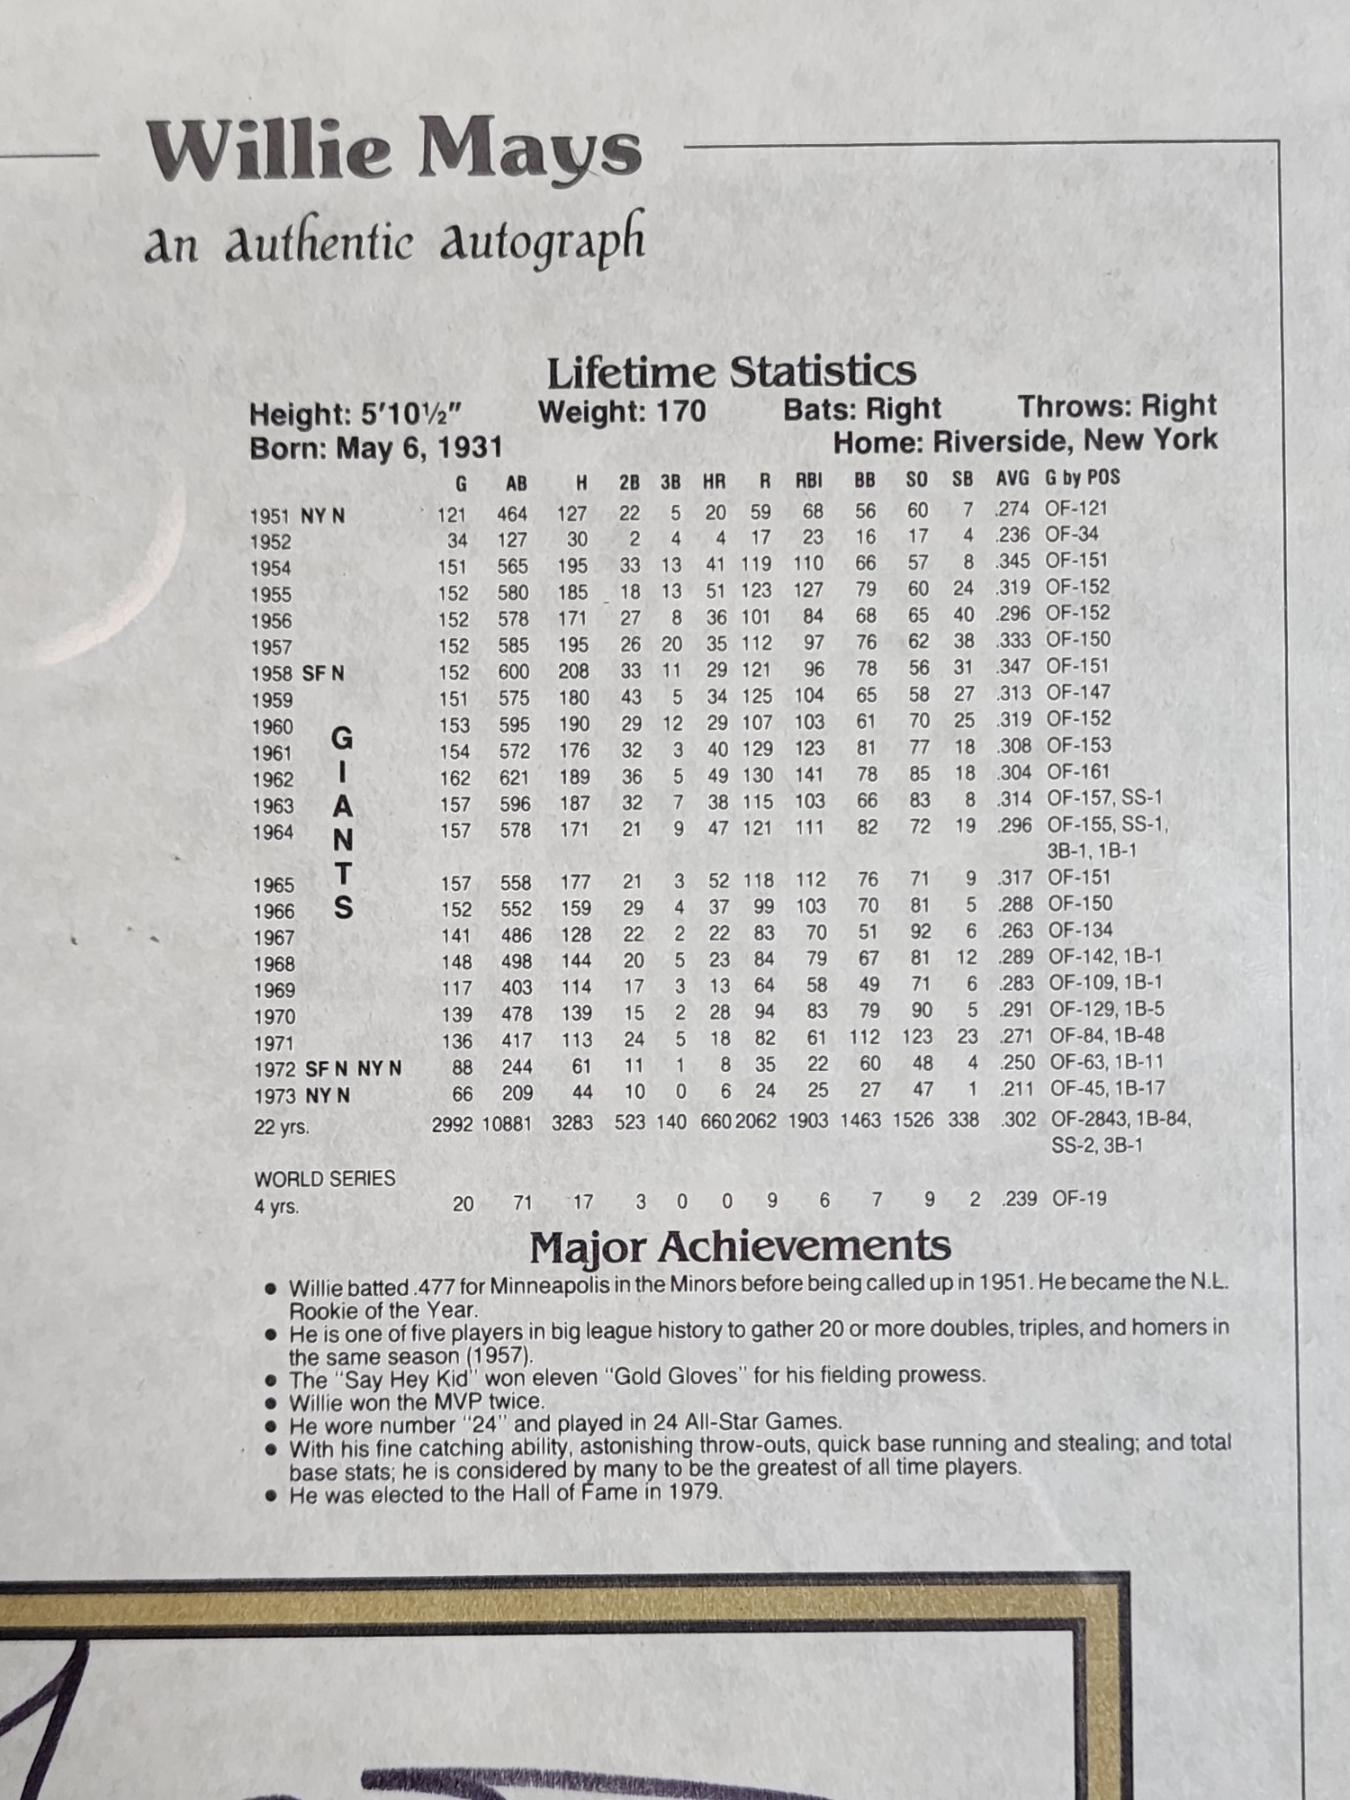 Willie Mays
an authentic autograph
Lifetime Statistics
Height: 5'10½" Weight: 170 Bats: Right Throws: Right
Born: May 6, 1931 Home: Riverside, New York
G AB H 2B 3B HR R RBI BB SO SB AVG G by POS
1951 NY N 121 464 127 22 5 20 59 68 56 60 7 .274 OF-121
1952 34 127 30 2 4 4 17 23 16 17 4 .236 OF-34
1954 151 565 195 33 13 41 119 110 66 57 8 .345 OF-151
1955 152 580 185 18 13 51 123 127 79 60 24 .319 OF-152
1956 152 578 171 27 8 36 101 84 68 65 40 .296 OF-152
1957 152 585 195 26 20 35 112 97 76 62 38 .333 OF-150
1958 SF N 152 600 208 33 11 29 121 96 78 56 31 .347 OF-151
1959 151 575 180 43 5 34 125 104 65 58 27 .313 OF-147
1960 153 595 190 29 12 29 107 103 61 70 25 .319 OF-152
1961 154 572 176 32 3 40 129 123 81 77 18 .308 OF-153
1962 162 621 189 36 5 49 130 141 78 85 18 .304 OF-161
1963 157 596 187 32 7 38 115 103 66 83 8 .314 OF-157, SS-1
1964 157 578 171 21 9 47 121 111 82 72 19 .296 OF-155, SS-1,
3B-1, 1B-1
1965 157 558 177 21 3 52 118 112 76 71 9 .317 OF-151
1966 152 552 159 29 4 37 99 103 70 81 5 .288 OF-150
1967 141 486 128 22 2 22 83 70 51 92 6 .263 OF-134
1968 148 498 144 20 5 23 84 79 67 81 12 .289 OF-142, 1B-1
1969 117 403 114 17 3 13 64 58 49 71 6 .283 OF-109, 1B-1
1970 139 478 139 15 2 28 94 83 79 90 5 .291 OF-129, 1B-5
1971 136 417 113 24 5 18 82 61 112 123 23 .271 OF-84, 1B-48
1972 SF N NY N 88 244 61 11 1 8 35 22 60 48 4 .250 OF-63, 1B-11
1973 NY N 66 209 44 10 0 6 24 25 27 47 1 .211 OF-45, 1B-17
GIANTS
22 yrs. 2992 10881 3283 523 140 660 2062 1903 1463 1526 338 .302 OF-2843, 1B-84,
SS-2, 3B-1
WORLD SERIES
4 yrs. 20 71 17 3 0 0 9 6 7 9 2 .239 OF-19
Major Achievements
● Willie batted .477 for Minneapolis in the Minors before being called up in 1951. He became the N.L.
Rookie of the Year.
● He is one of five players in big league history to gather 20 or more doubles, triples, and homers in
the same season (1957).
● The "Say Hey Kid" won eleven "Gold Gloves" for his fielding prowess.
● Willie won the MVP twice.
● He wore number "24" and played in 24 All-Star Games.
● With his fine catching ability, astonishing throw-outs, quick base running and stealing; and total
base stats; he is considered by many to be the greatest of all time players.
● He was elected to the Hall of Fame in 1979.